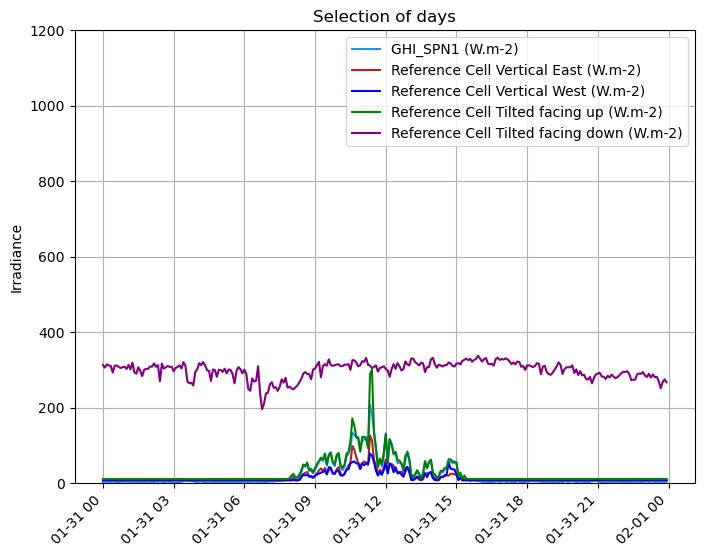 Selection of days
GHI_SPN1 (W.m-2)
Reference Cell Vertical East (W.m-2)
Reference Cell Vertical West (W.m-2)
Reference Cell Tilted facing up (W.m-2)
Reference Cell Tilted facing down (W.m-2)
Irradiance
1200
1000
800
600
400
200
0
01-31 00
01-31 03
01-31 06
01-31 09
01-31 12
01-31 15
01-31 18
01-31 21
02-01 00